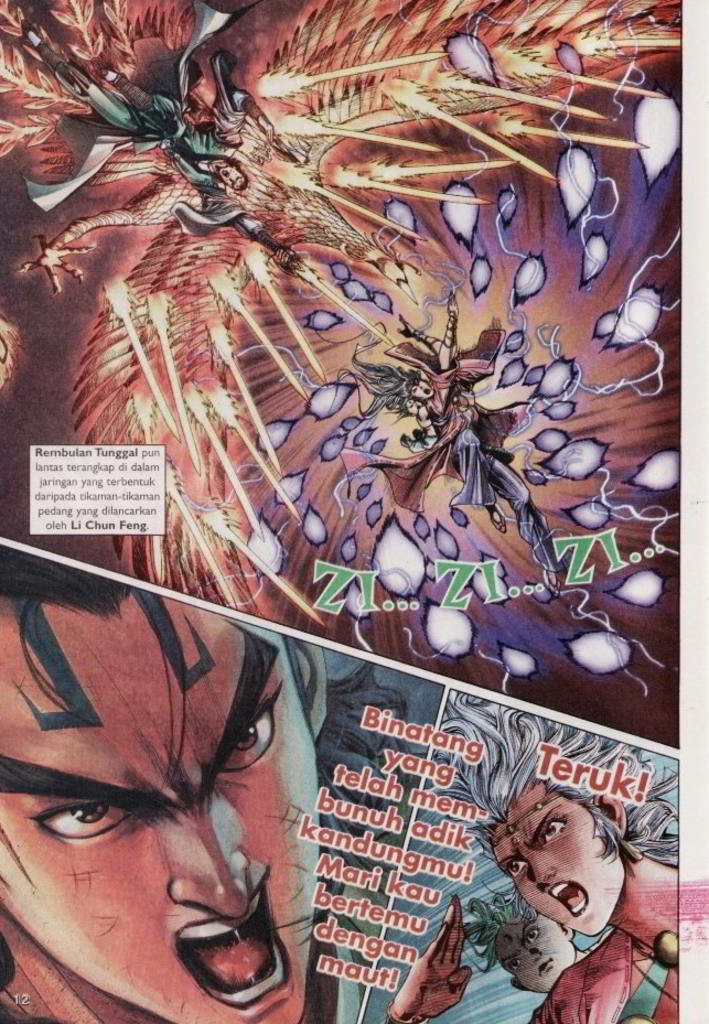 Rembulan Tunggal pun
lantas terangkap di dalam
jaringan yang terbentuk
daripada tikaman-tikaman
pedang yang dilancarkan
oleh Li Chun Feng.
ZI... ZI... ZI...
Binatang
yang
telah mem-
bunuh adik
kandungmu!
Mari kau
bertemu
dengan
maut!
Teruk!
12